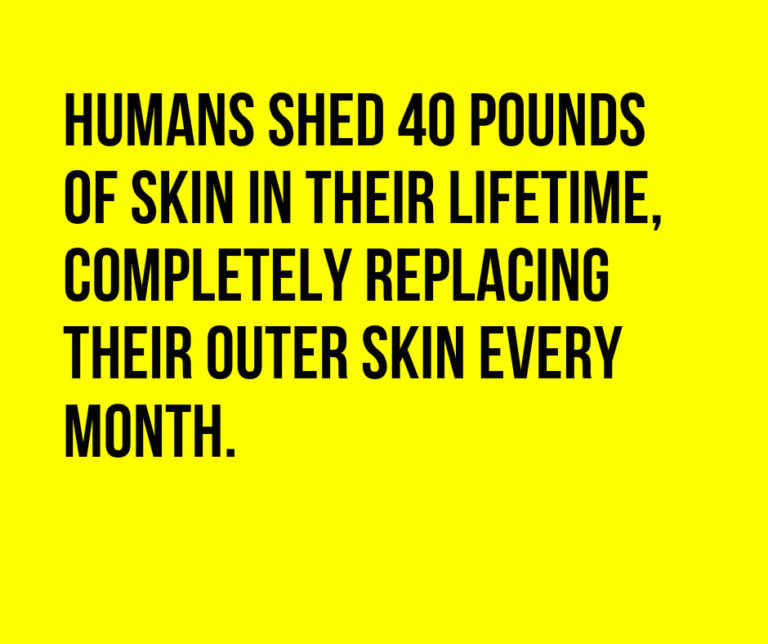 HUMANS SHED 40 POUNDS
OF SKIN IN THEIR LIFETIME,
COMPLETELY REPLACING
THEIR OUTER SKIN EVERY
MONTH.